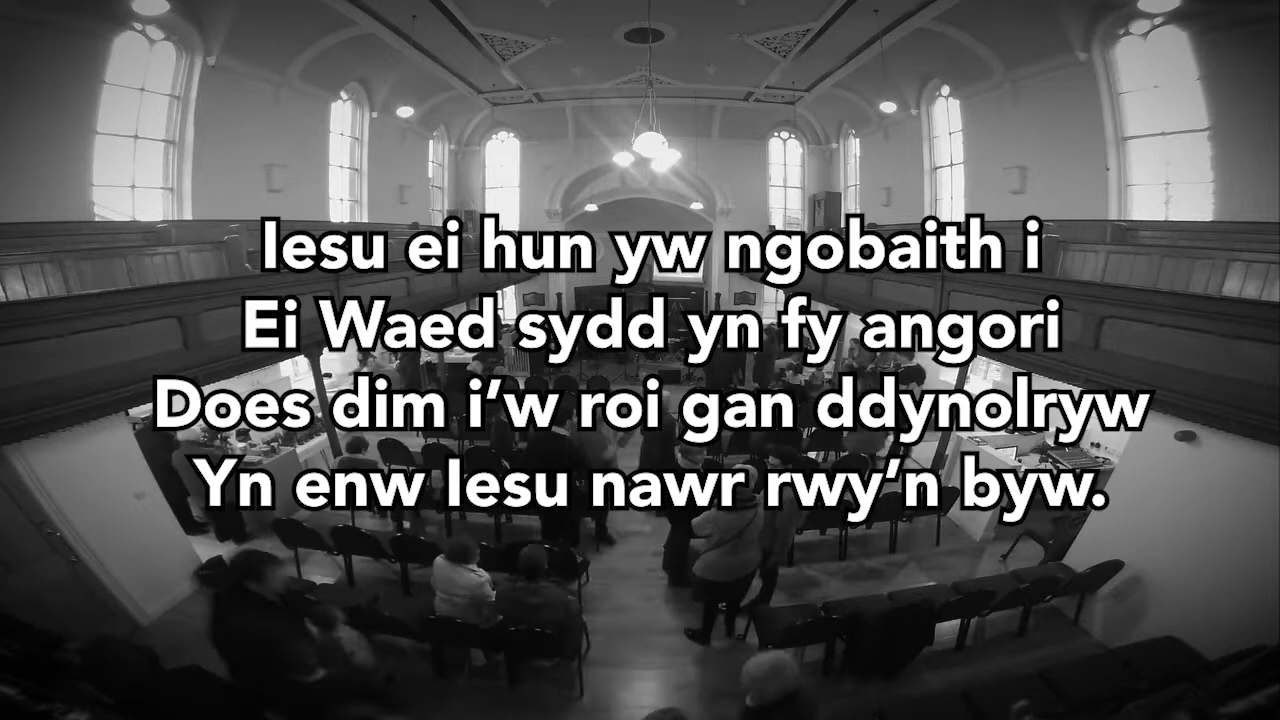 Iesu ei hun yw ngobaith i
Ei Waed sydd yn fy angori
Does dim i’w roi gan ddynolryw
Yn enw Iesu nawr rwy’n byw.